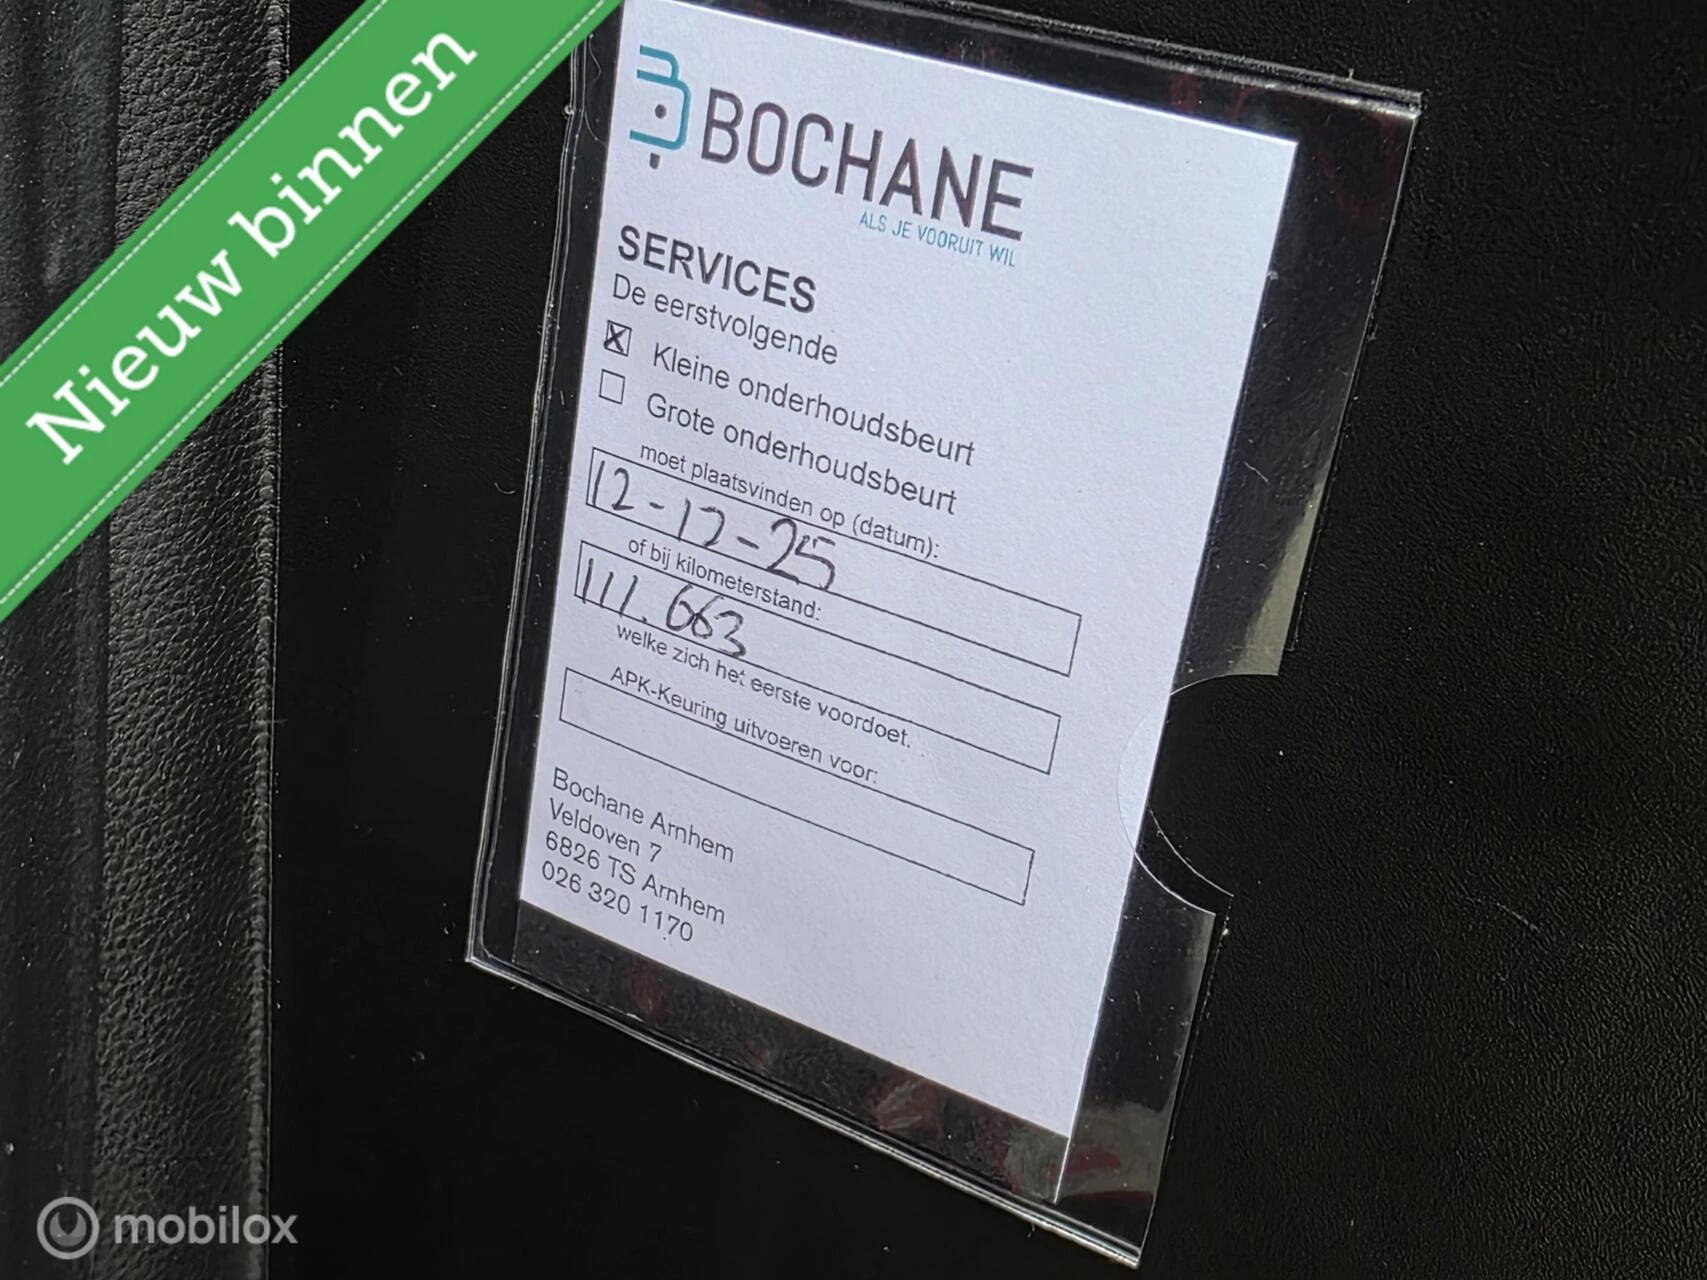 Nieuw binnen
BOCHANE
ALS JE VOORUIT WIL
SERVICES
De eerstvolgende
X Kleine onderhoudsbeurt
Grote onderhoudsbeurt
moet plaatsvinden op (datum):
12-12-25
of bij kilometerstand:
111.663
welke zich het eerste voordoet.
APK-Keuring uitvoeren voor:
Bochane Arnhem
Veldoven 7
6826 TS Arnhem
026 320 1170
mobilox